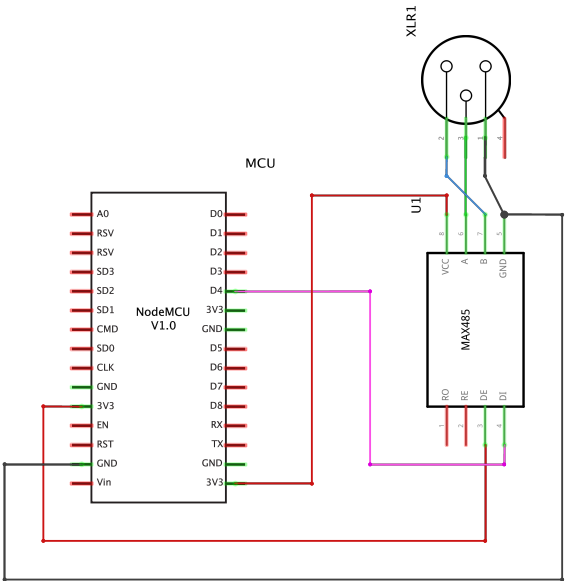 XLR1
2
3
1
4
MCU
U1
8
6
7
5
VCC
A
B
GND
MAX485
RO
RE
DE
DI
1
2
3
4
NodeMCU
V1.0
A0
RSV
RSV
SD3
SD2
SD1
CMD
SD0
CLK
GND
3V3
EN
RST
GND
Vin
D0
D1
D2
D3
D4
3V3
GND
D5
D6
D7
D8
RX
TX
GND
3V3